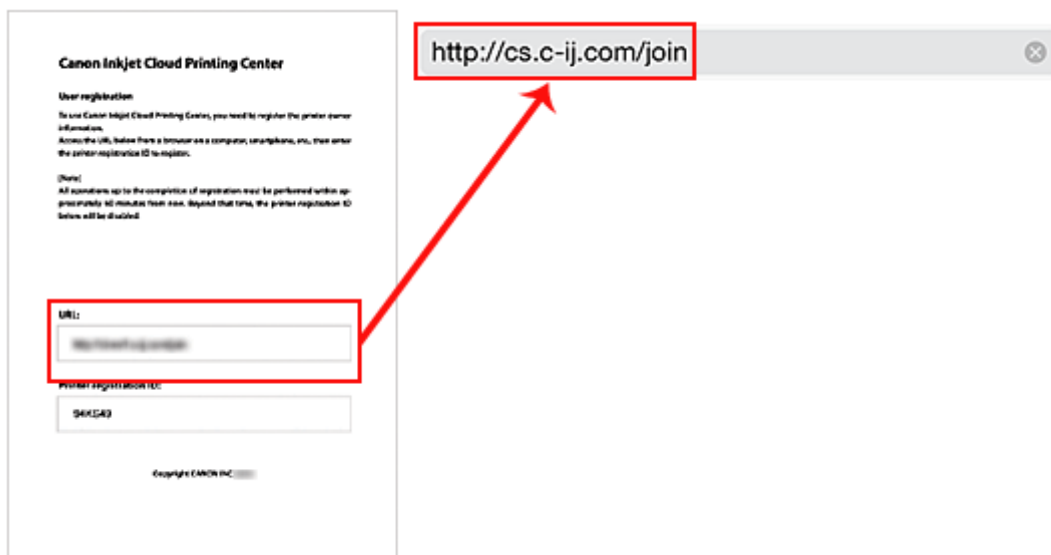 Canon Inkjet Cloud Printing Center
User registration
To use Canon Inkjet Cloud Printing Center, you need to register the printer owner
information.
Access the URL below from a browser on a computer, smartphone, etc., then enter
the printer registration ID to register.
[Note]
All operations up to the completion of registration must be performed within ap-
proximately 60 minutes from now. Beyond that time, the printer registration ID
below will be disabled
URL:
Printer registration ID:
Copyright CANON INC.
http://cs.c-ij.com/join